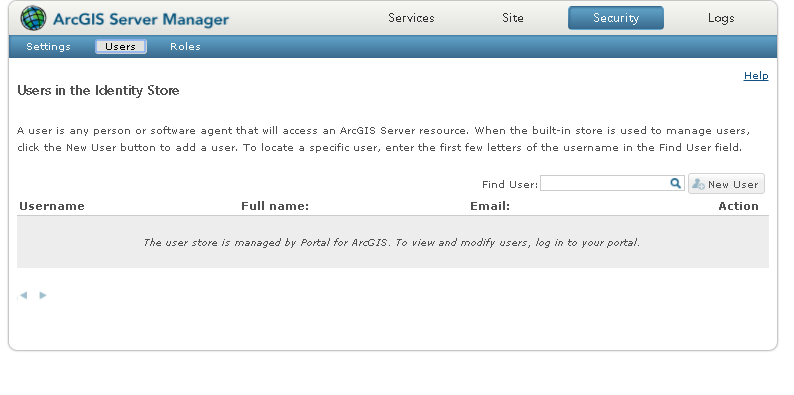 ArcGIS Server Manager Services Site Security Logs
Settings Users Roles
Help
Users in the Identity Store
A user is any person or software agent that will access an ArcGIS Server resource. When the built-in store is used to manage users,
click the New User button to add a user. To locate a specific user, enter the first few letters of the username in the Find User field.
Find User: New User
Username Full name: Email: Action
The user store is managed by Portal for ArcGIS. To view and modify users, log in to your portal.